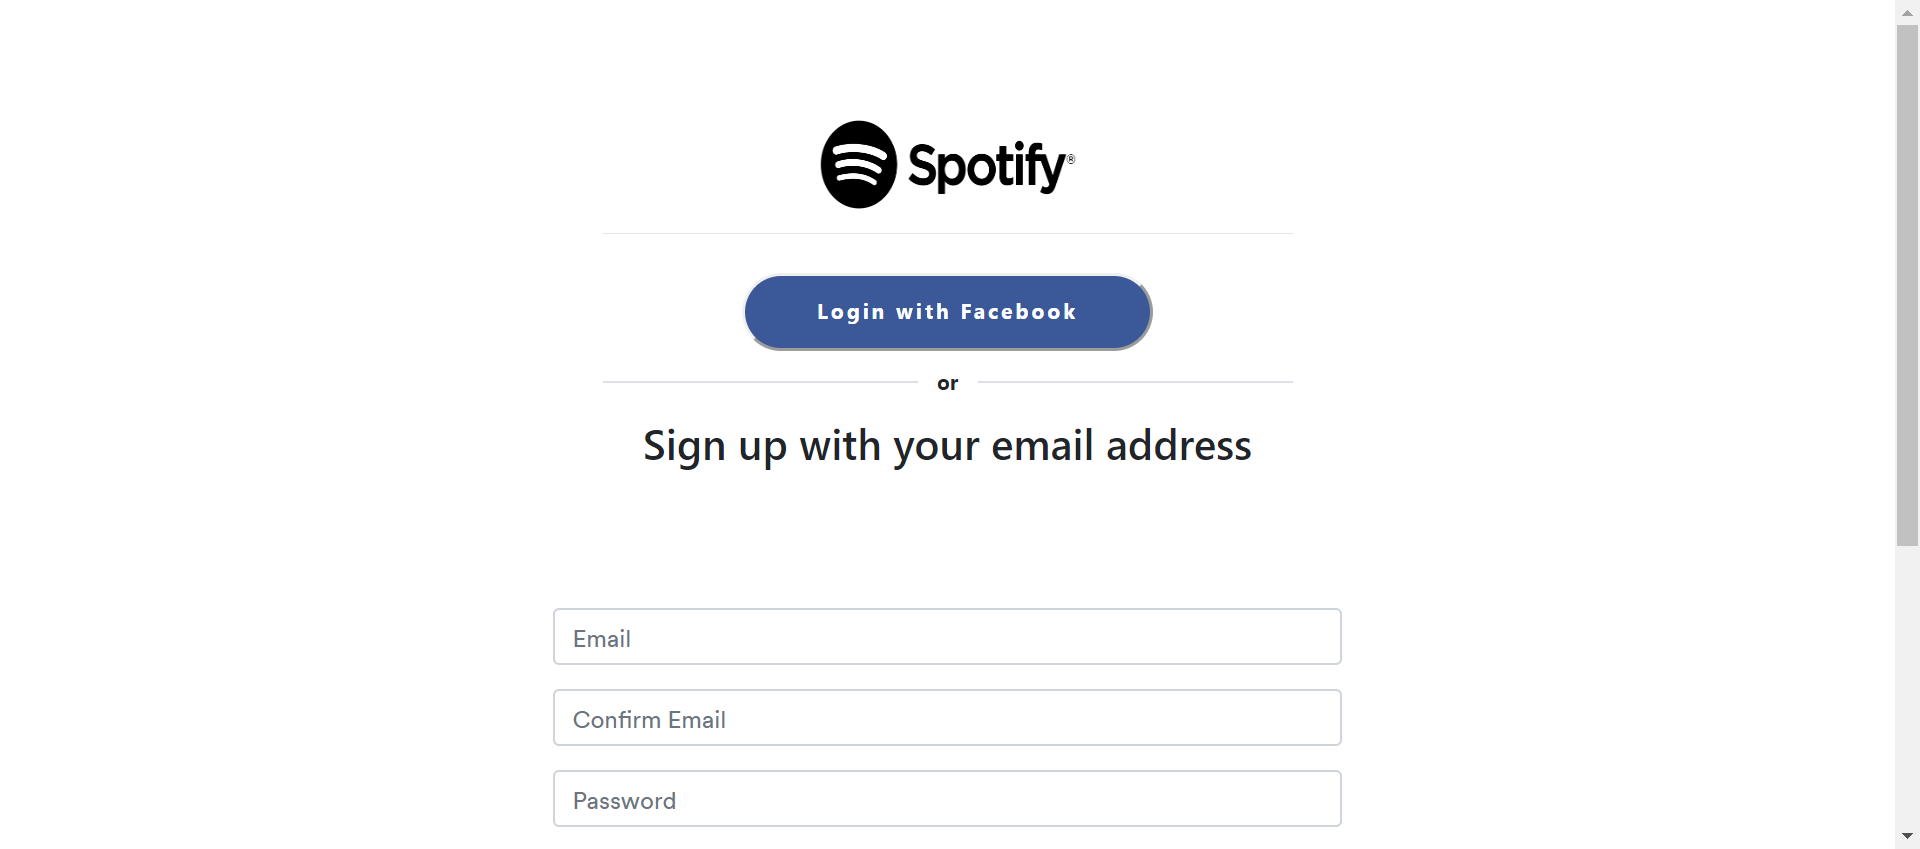 Spotify®
Login with Facebook
or
Sign up with your email address
Email
Confirm Email
Password